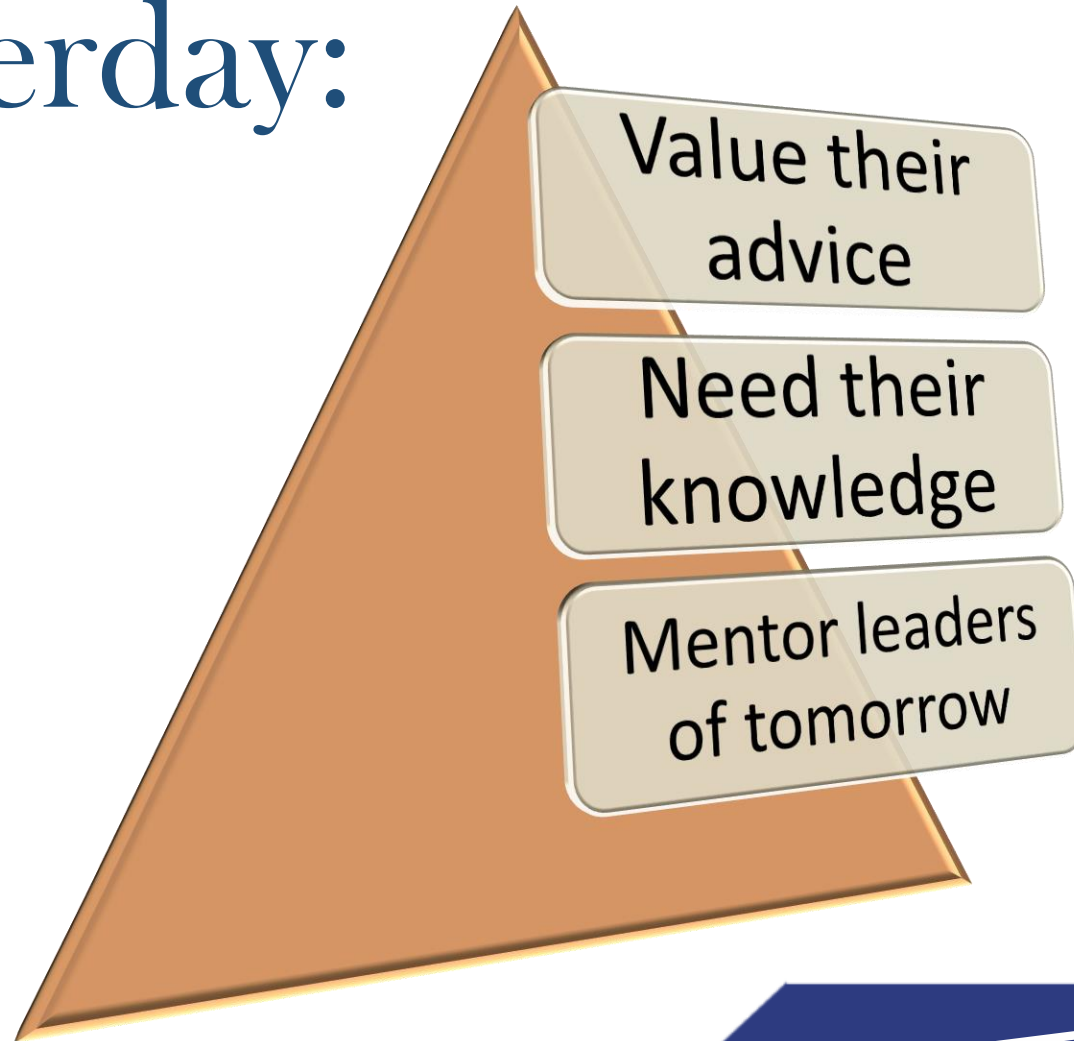 erday:
Value their
advice
Need their
knowledge
Mentor leaders
of tomorrow